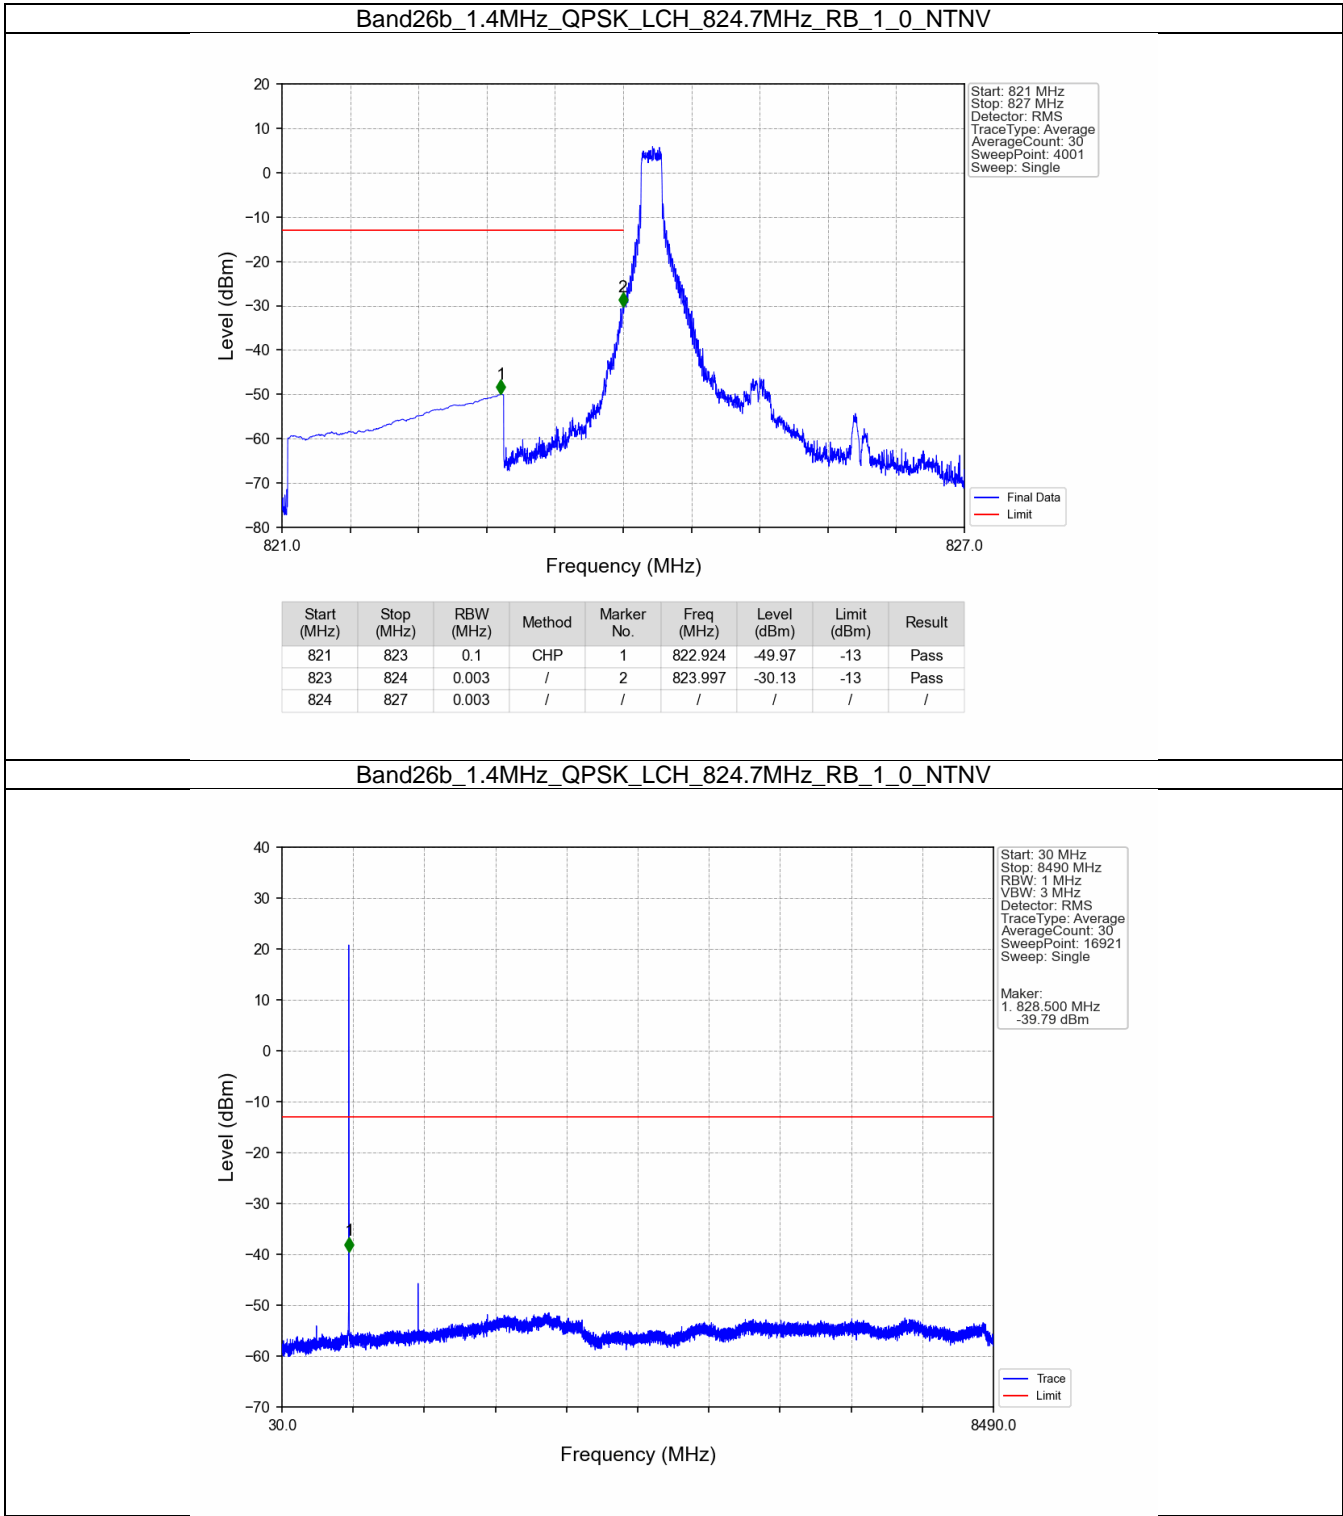 Band26b_1.4MHz_QPSK_LCH_824.7MHz_RB_1_0_NTNV
20
10
0
−10
−20
−30
−40
−50
−60
−70
−80
Level (dBm)
1
2
821.0
827.0
Frequency (MHz)
Start: 821 MHz
Stop: 827 MHz
Detector: RMS
TraceType: Average
AverageCount: 30
SweepPoint: 4001
Sweep: Single
Final Data
Limit
Start (MHz) Stop (MHz) RBW (MHz) Method Marker No. Freq (MHz) Level (dBm) Limit (dBm) Result
821 823 0.1 CHP 1 822.924 -49.97 -13 Pass
823 824 0.003 / 2 823.997 -30.13 -13 Pass
824 827 0.003 / / / / / /
Band26b_1.4MHz_QPSK_LCH_824.7MHz_RB_1_0_NTNV
40
30
20
10
0
−10
−20
−30
−40
−50
−60
−70
Level (dBm)
1
30.0
8490.0
Frequency (MHz)
Start: 30 MHz
Stop: 8490 MHz
RBW: 1 MHz
VBW: 3 MHz
Detector: RMS
TraceType: Average
AverageCount: 30
SweepPoint: 16921
Sweep: Single
Maker:
1. 828.500 MHz
-39.79 dBm
Trace
Limit